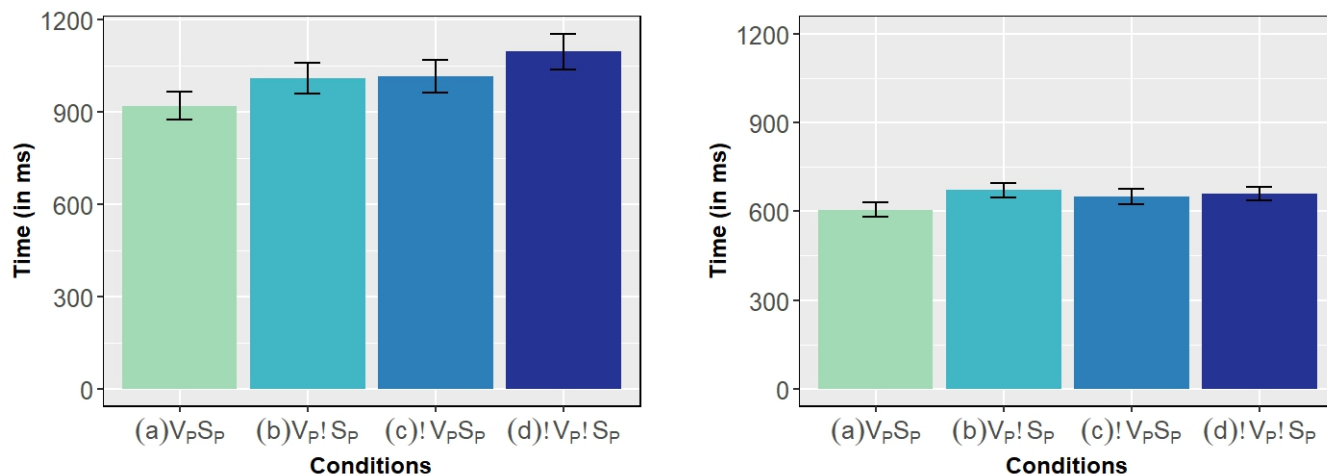 1200
900
600
300
0
Time (in ms)
(a)VPSP (b)VP!SP (c)!VPSP (d)!VP!SP
Conditions
1200
900
600
300
0
Time (in ms)
(a)VPSP (b)VP!SP (c)!VPSP (d)!VP!SP
Conditions